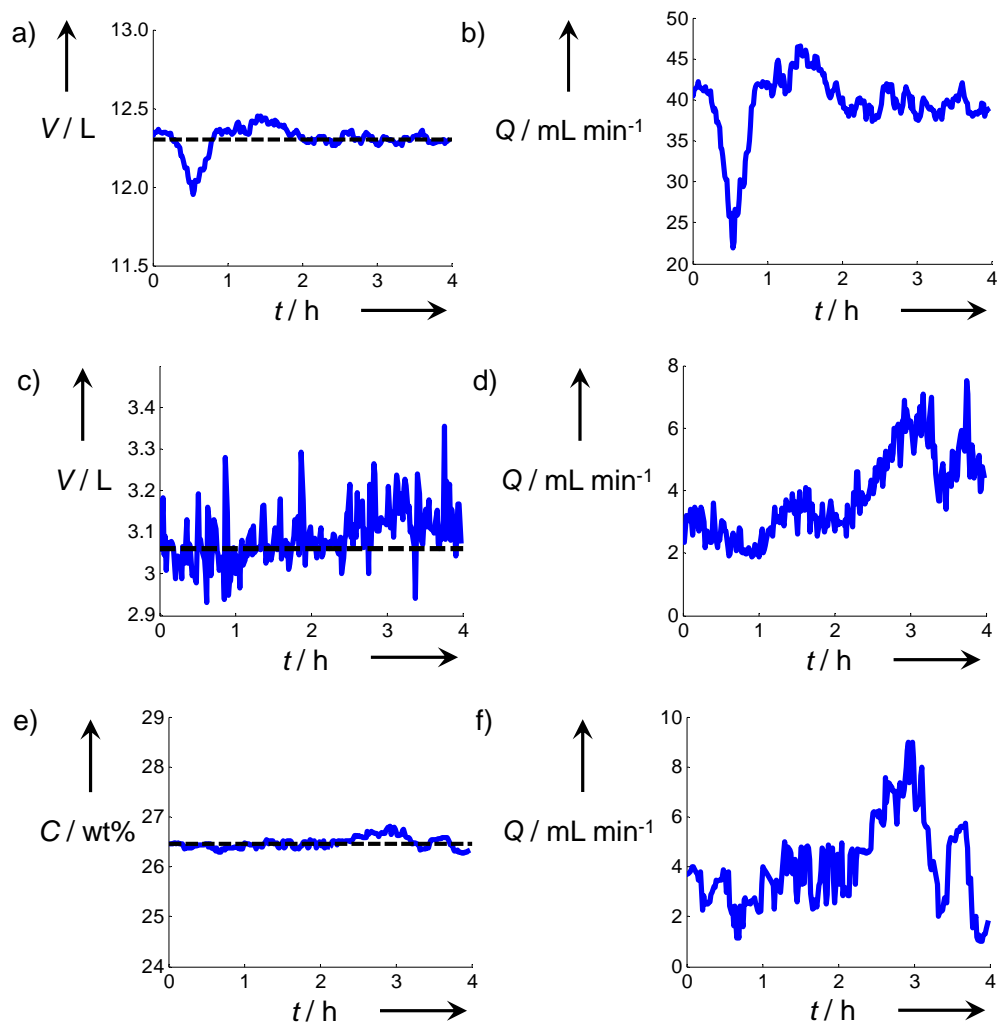 a)
V / L
13.0
12.5
12.0
11.5
0 1 2 3 4
t / h
b)
Q / mL min-1
50
45
40
35
30
25
20
0 1 2 3 4
t / h
c)
V / L
3.4
3.3
3.2
3.1
3
2.9
0 1 2 3 4
t / h
d)
Q / mL min-1
8
6
4
2
0
0 1 2 3 4
t / h
e)
C / wt%
29
28
27
26
25
24
0 1 2 3 4
t / h
f)
Q / mL min-1
10
8
6
4
2
0
0 1 2 3 4
t / h